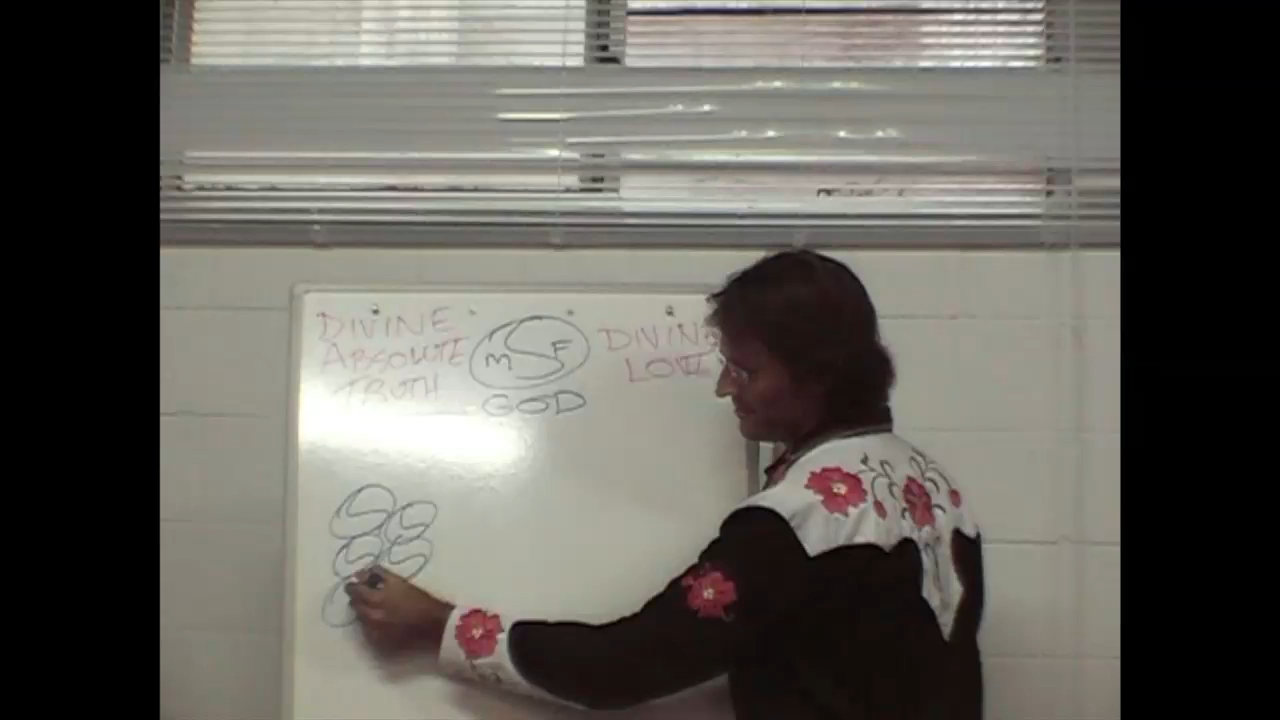 DIVINE
ABSOLUTE
TRUTH
M F
GOD
DIVINE
LOVE